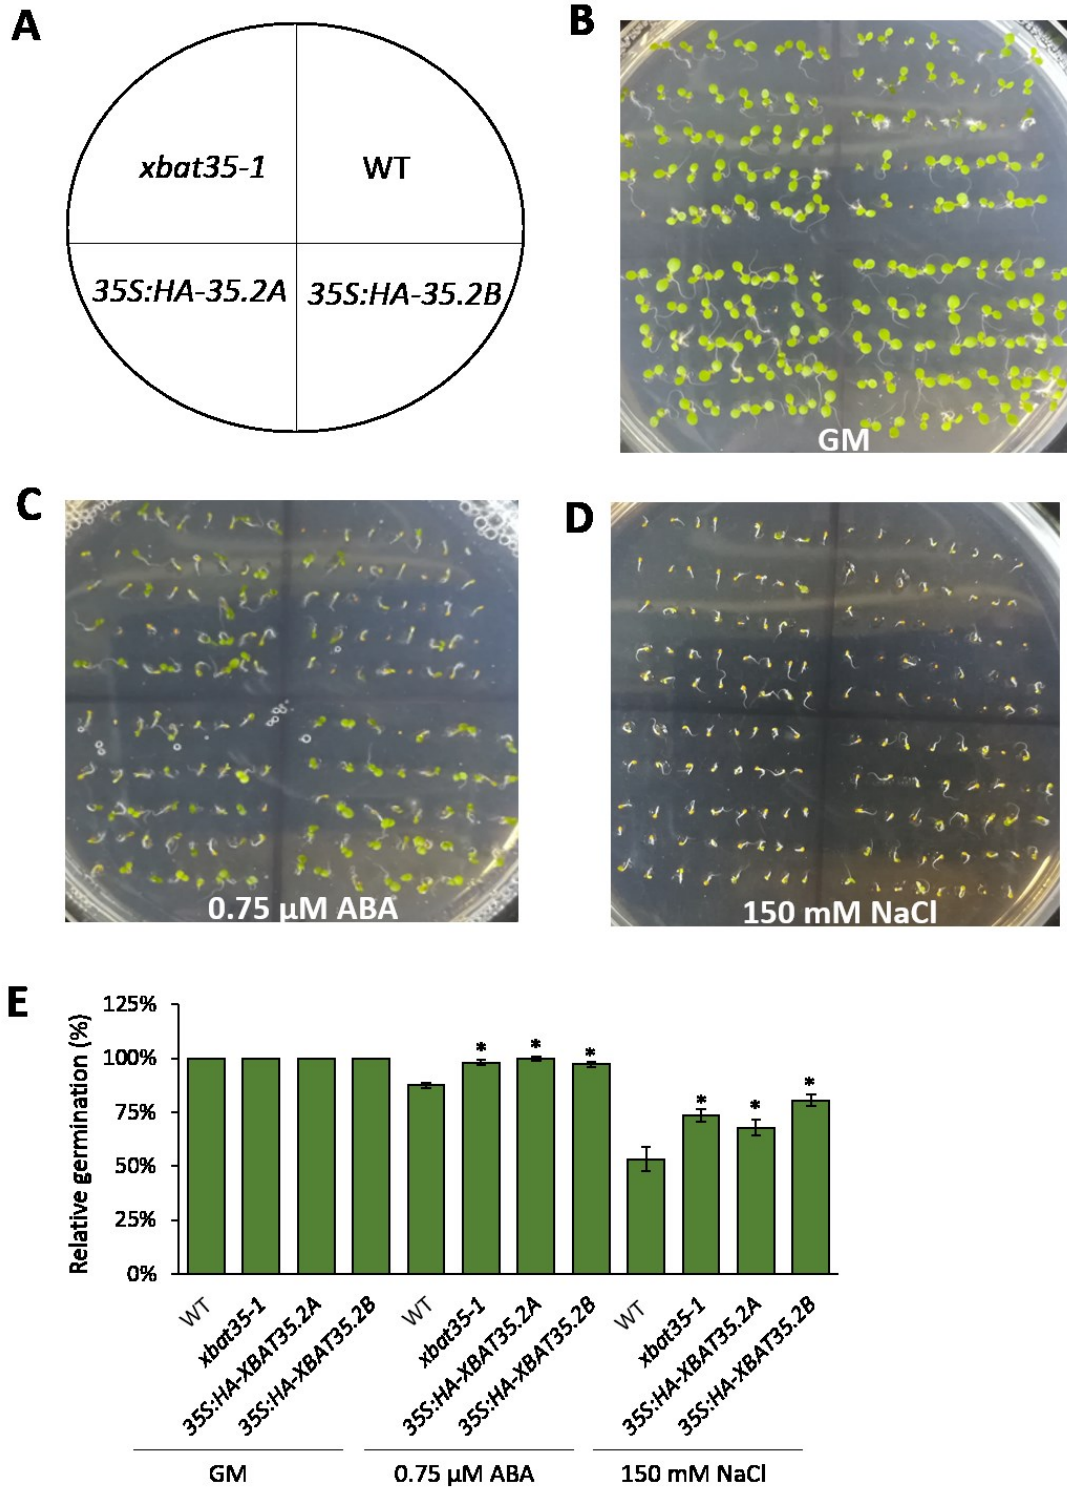 A
xbat35-1
WT
35S:HA-35.2A
35S:HA-35.2B
B
GM
C
0.75 µM ABA
D
150 mM NaCl
E
Relative germination (%)
125%
100%
75%
50%
25%
0%
* * * * * *
WT
xbat35-1
35S:HA-XBAT35.2A
35S:HA-XBAT35.2B
WT
xbat35-1
35S:HA-XBAT35.2A
35S:HA-XBAT35.2B
WT
xbat35-1
35S:HA-XBAT35.2A
35S:HA-XBAT35.2B
GM
0.75 µM ABA
150 mM NaCl